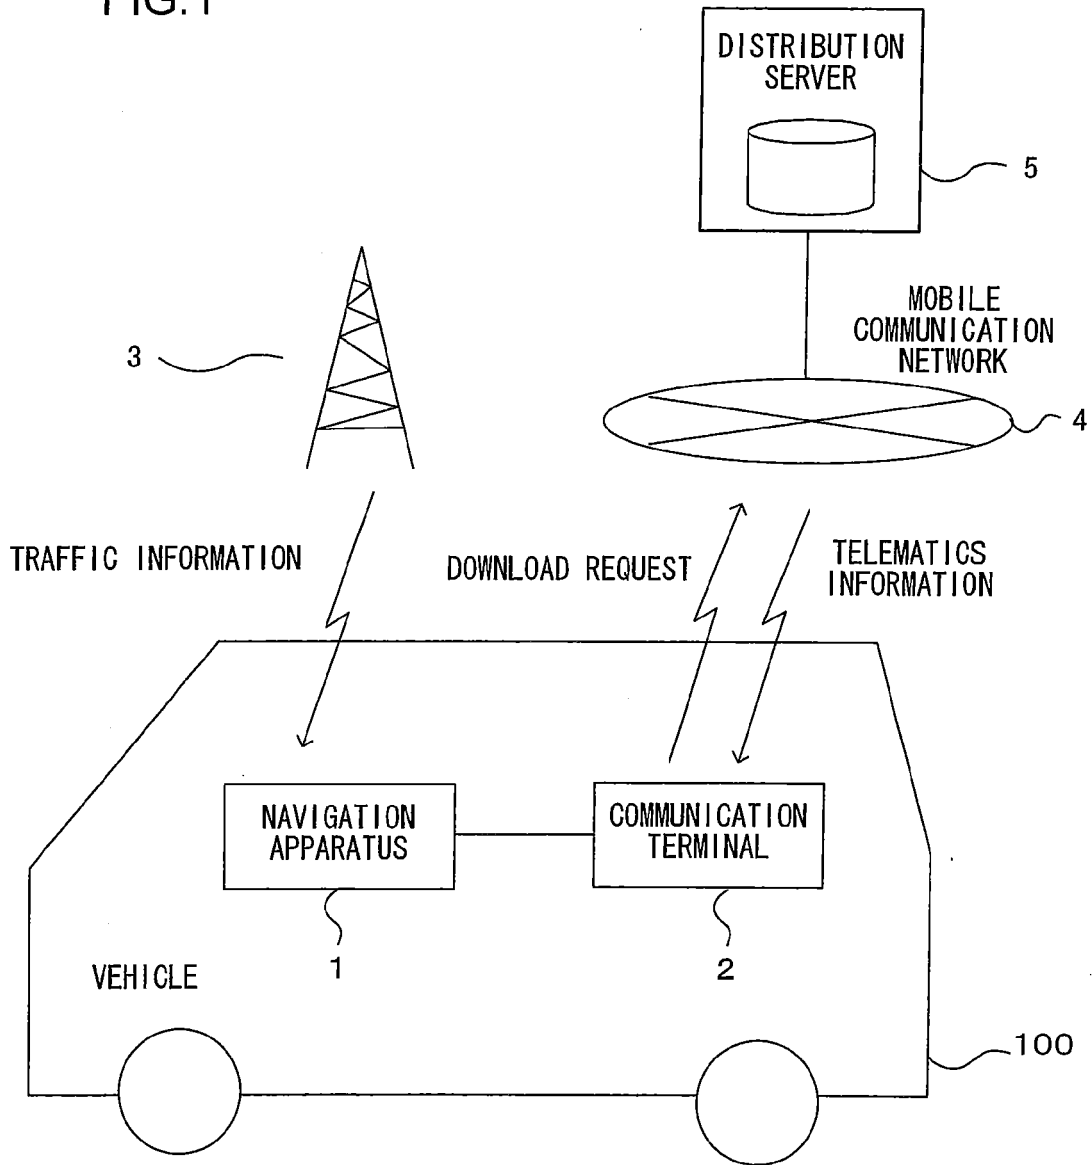 FIG. 1
DISTRIBUTION
SERVER
5
MOBILE
COMMUNICATION
NETWORK
3
4
TRAFFIC INFORMATION
DOWNLOAD REQUEST
TELEMATICS
INFORMATION
NAVIGATION
APPARATUS
COMMUNICATION
TERMINAL
1
2
VEHICLE
100